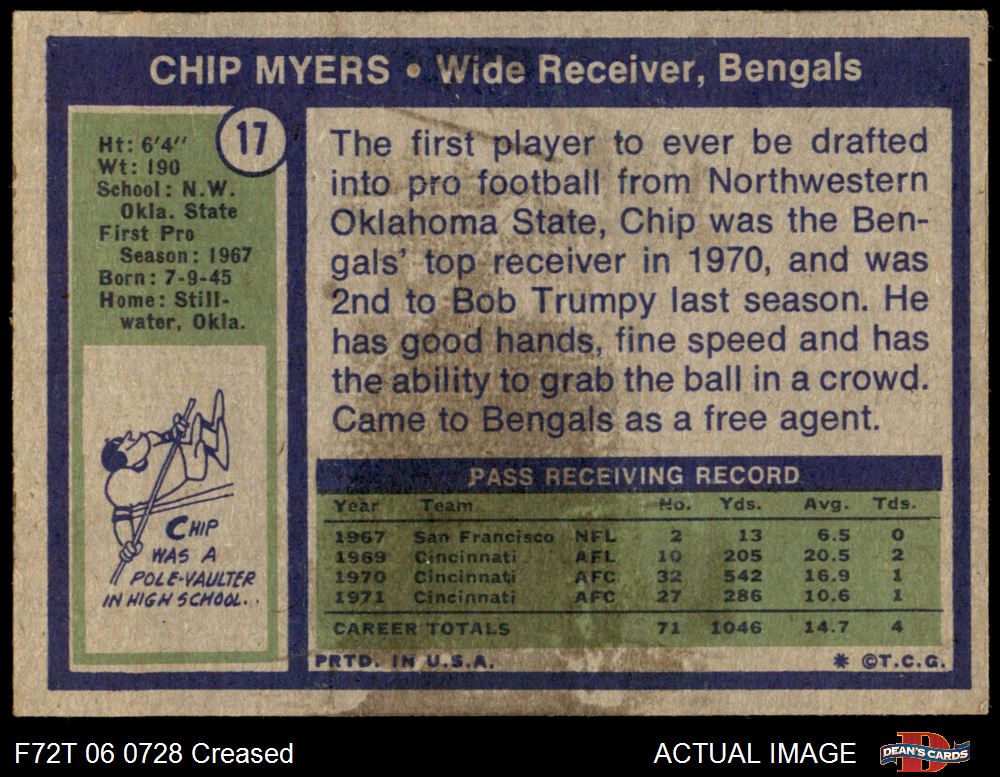 CHIP MYERS • Wide Receiver, Bengals
17
Ht: 6'4"
Wt: 190
School: N.W.
Okla. State
First Pro
Season: 1967
Born: 7-9-45
Home: Still-
water, Okla.
CHIP
WAS A
POLE-VAULTER
IN HIGH SCHOOL..
The first player to ever be drafted
into pro football from Northwestern
Oklahoma State, Chip was the Ben-
gals' top receiver in 1970, and was
2nd to Bob Trumpy last season. He
has good hands, fine speed and has
the ability to grab the ball in a crowd.
Came to Bengals as a free agent.
PASS RECEIVING RECORD
Year Team No. Yds. Avg. Tds.
1967 San Francisco NFL 2 13 6.5 0
1969 Cincinnati AFL 10 205 20.5 2
1970 Cincinnati AFC 32 542 16.9 1
1971 Cincinnati AFC 27 286 10.6 1
CAREER TOTALS 71 1046 14.7 4
PRTD. IN U.S.A. * ©T.C.G.
F72T 06 0728 Creased ACTUAL IMAGE DEAN'S CARDS